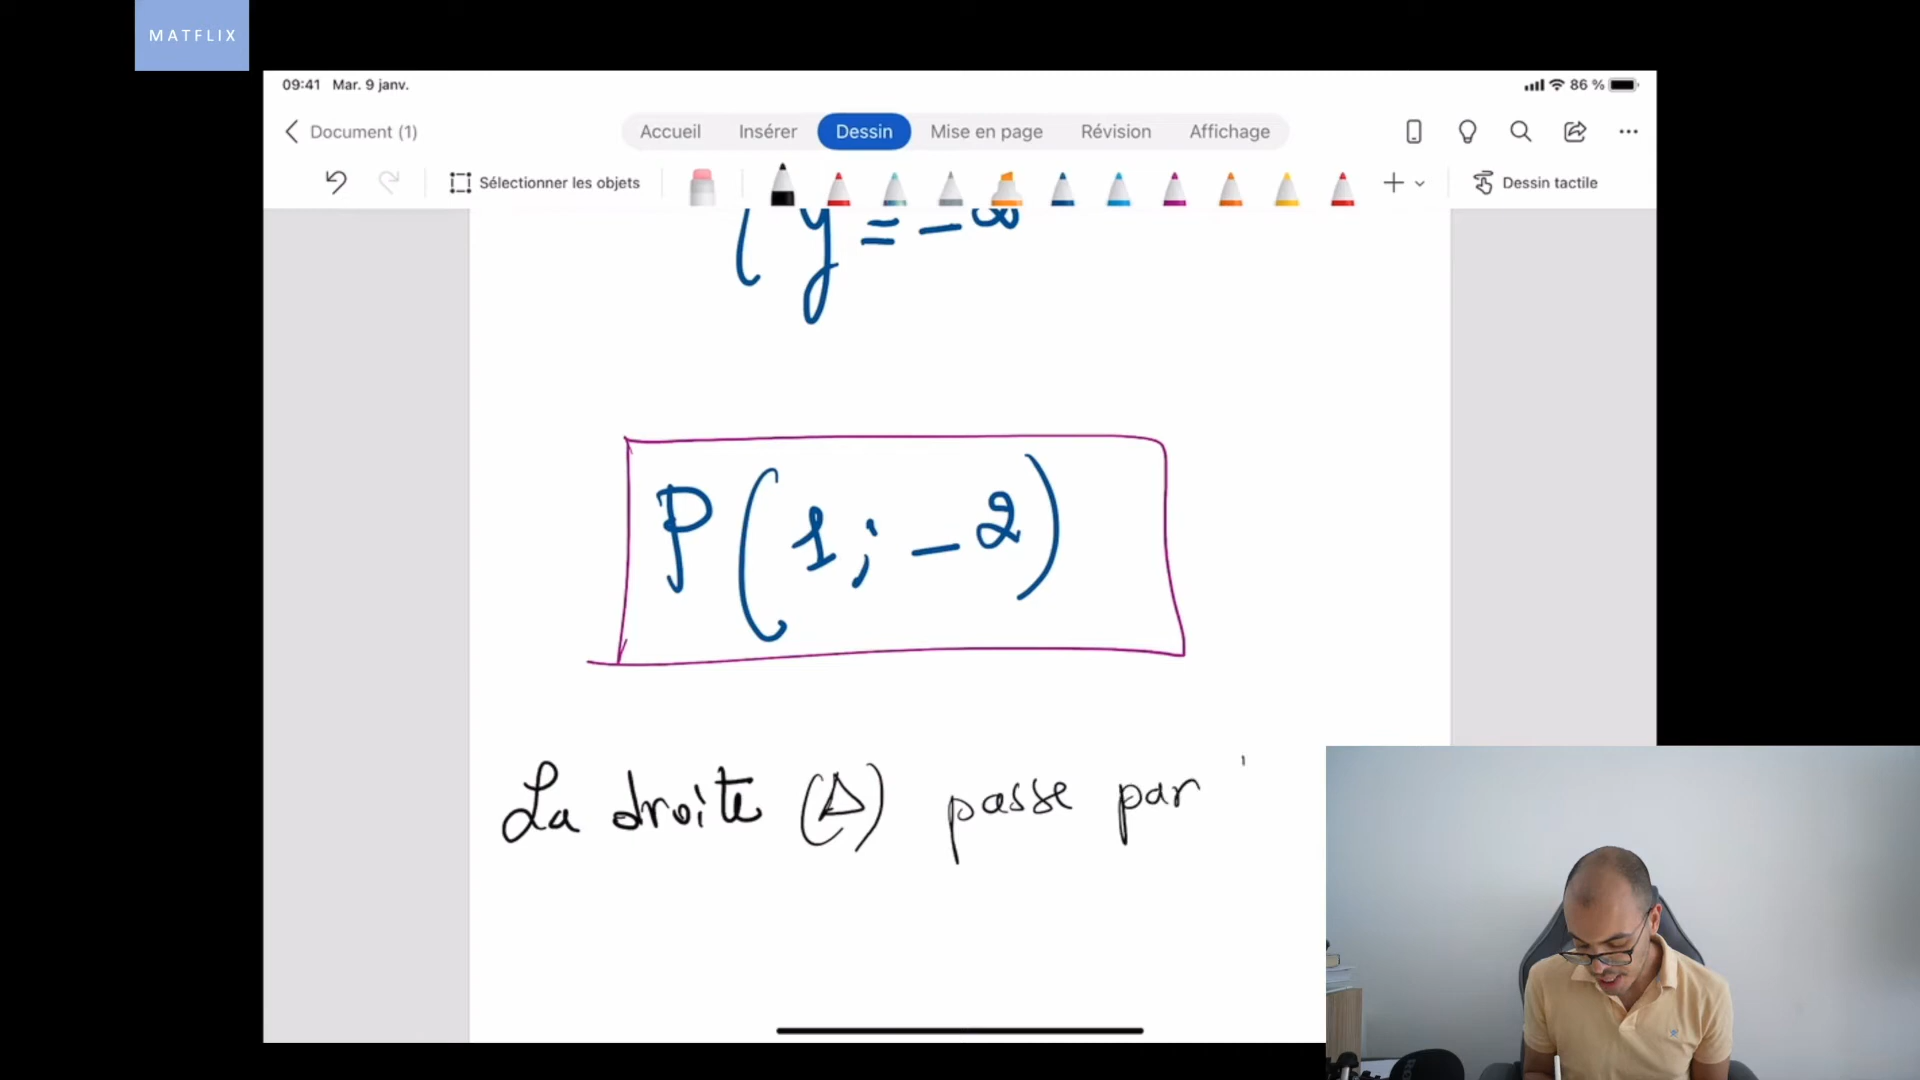 MATFLIX
09:41 Mar. 9 janv.
86 %
Document (1)
Accueil Insérer Dessin Mise en page Révision Affichage
Sélectionner les objets
Dessin tactile
y = -
P(1; -2)
La droite (Δ) passe par